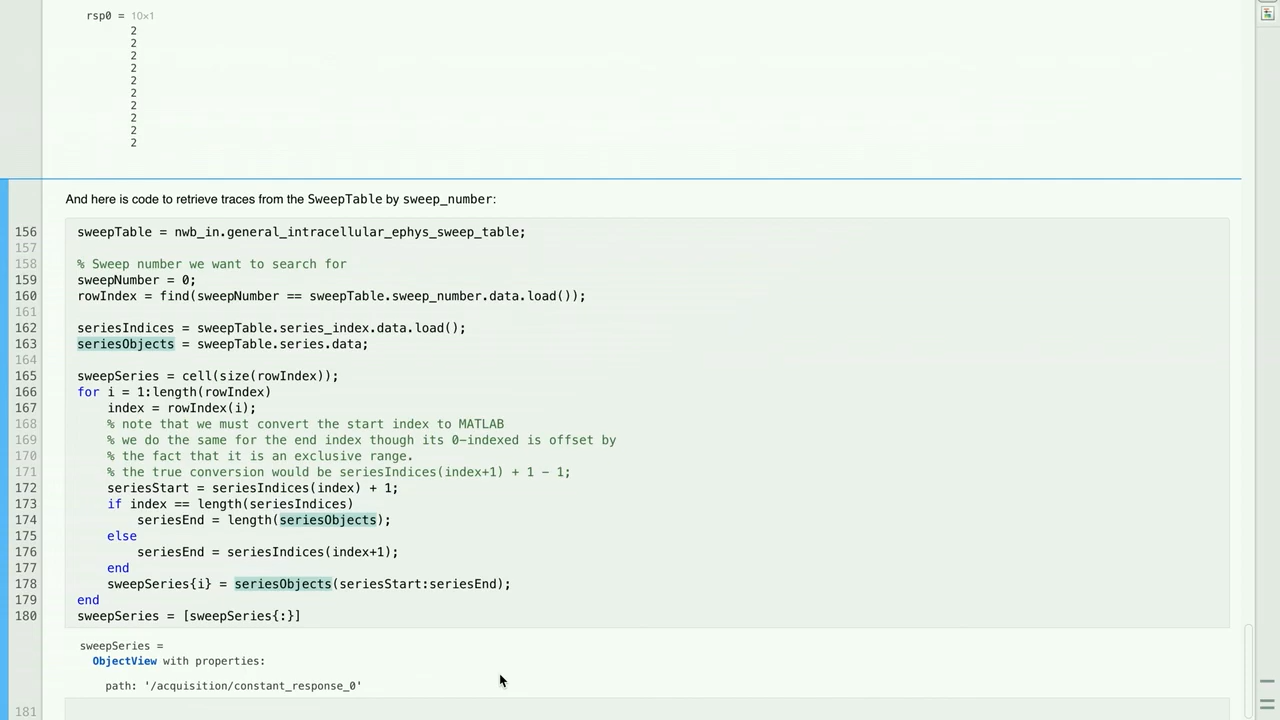 rsp0 = 10×1
2
2
2
2
2
2
2
2
2
2
And here is code to retrieve traces from the SweepTable by sweep_number:
156 sweepTable = nwb_in.general_intracellular_ephys_sweep_table;
157
158 % Sweep number we want to search for
159 sweepNumber = 0;
160 rowIndex = find(sweepNumber == sweepTable.sweep_number.data.load());
161
162 seriesIndices = sweepTable.series_index.data.load();
163 seriesObjects = sweepTable.series.data;
164
165 sweepSeries = cell(size(rowIndex));
166 for i = 1:length(rowIndex)
167 index = rowIndex(i);
168 % note that we must convert the start index to MATLAB
169 % we do the same for the end index though its 0-indexed is offset by
170 % the fact that it is an exclusive range.
171 % the true conversion would be seriesIndices(index+1) + 1 - 1;
172 seriesStart = seriesIndices(index) + 1;
173 if index == length(seriesIndices)
174 seriesEnd = length(seriesObjects);
175 else
176 seriesEnd = seriesIndices(index+1);
177 end
178 sweepSeries{i} = seriesObjects(seriesStart:seriesEnd);
179 end
180 sweepSeries = [sweepSeries{:}]
sweepSeries =
ObjectView with properties:
path: '/acquisition/constant_response_0'
181